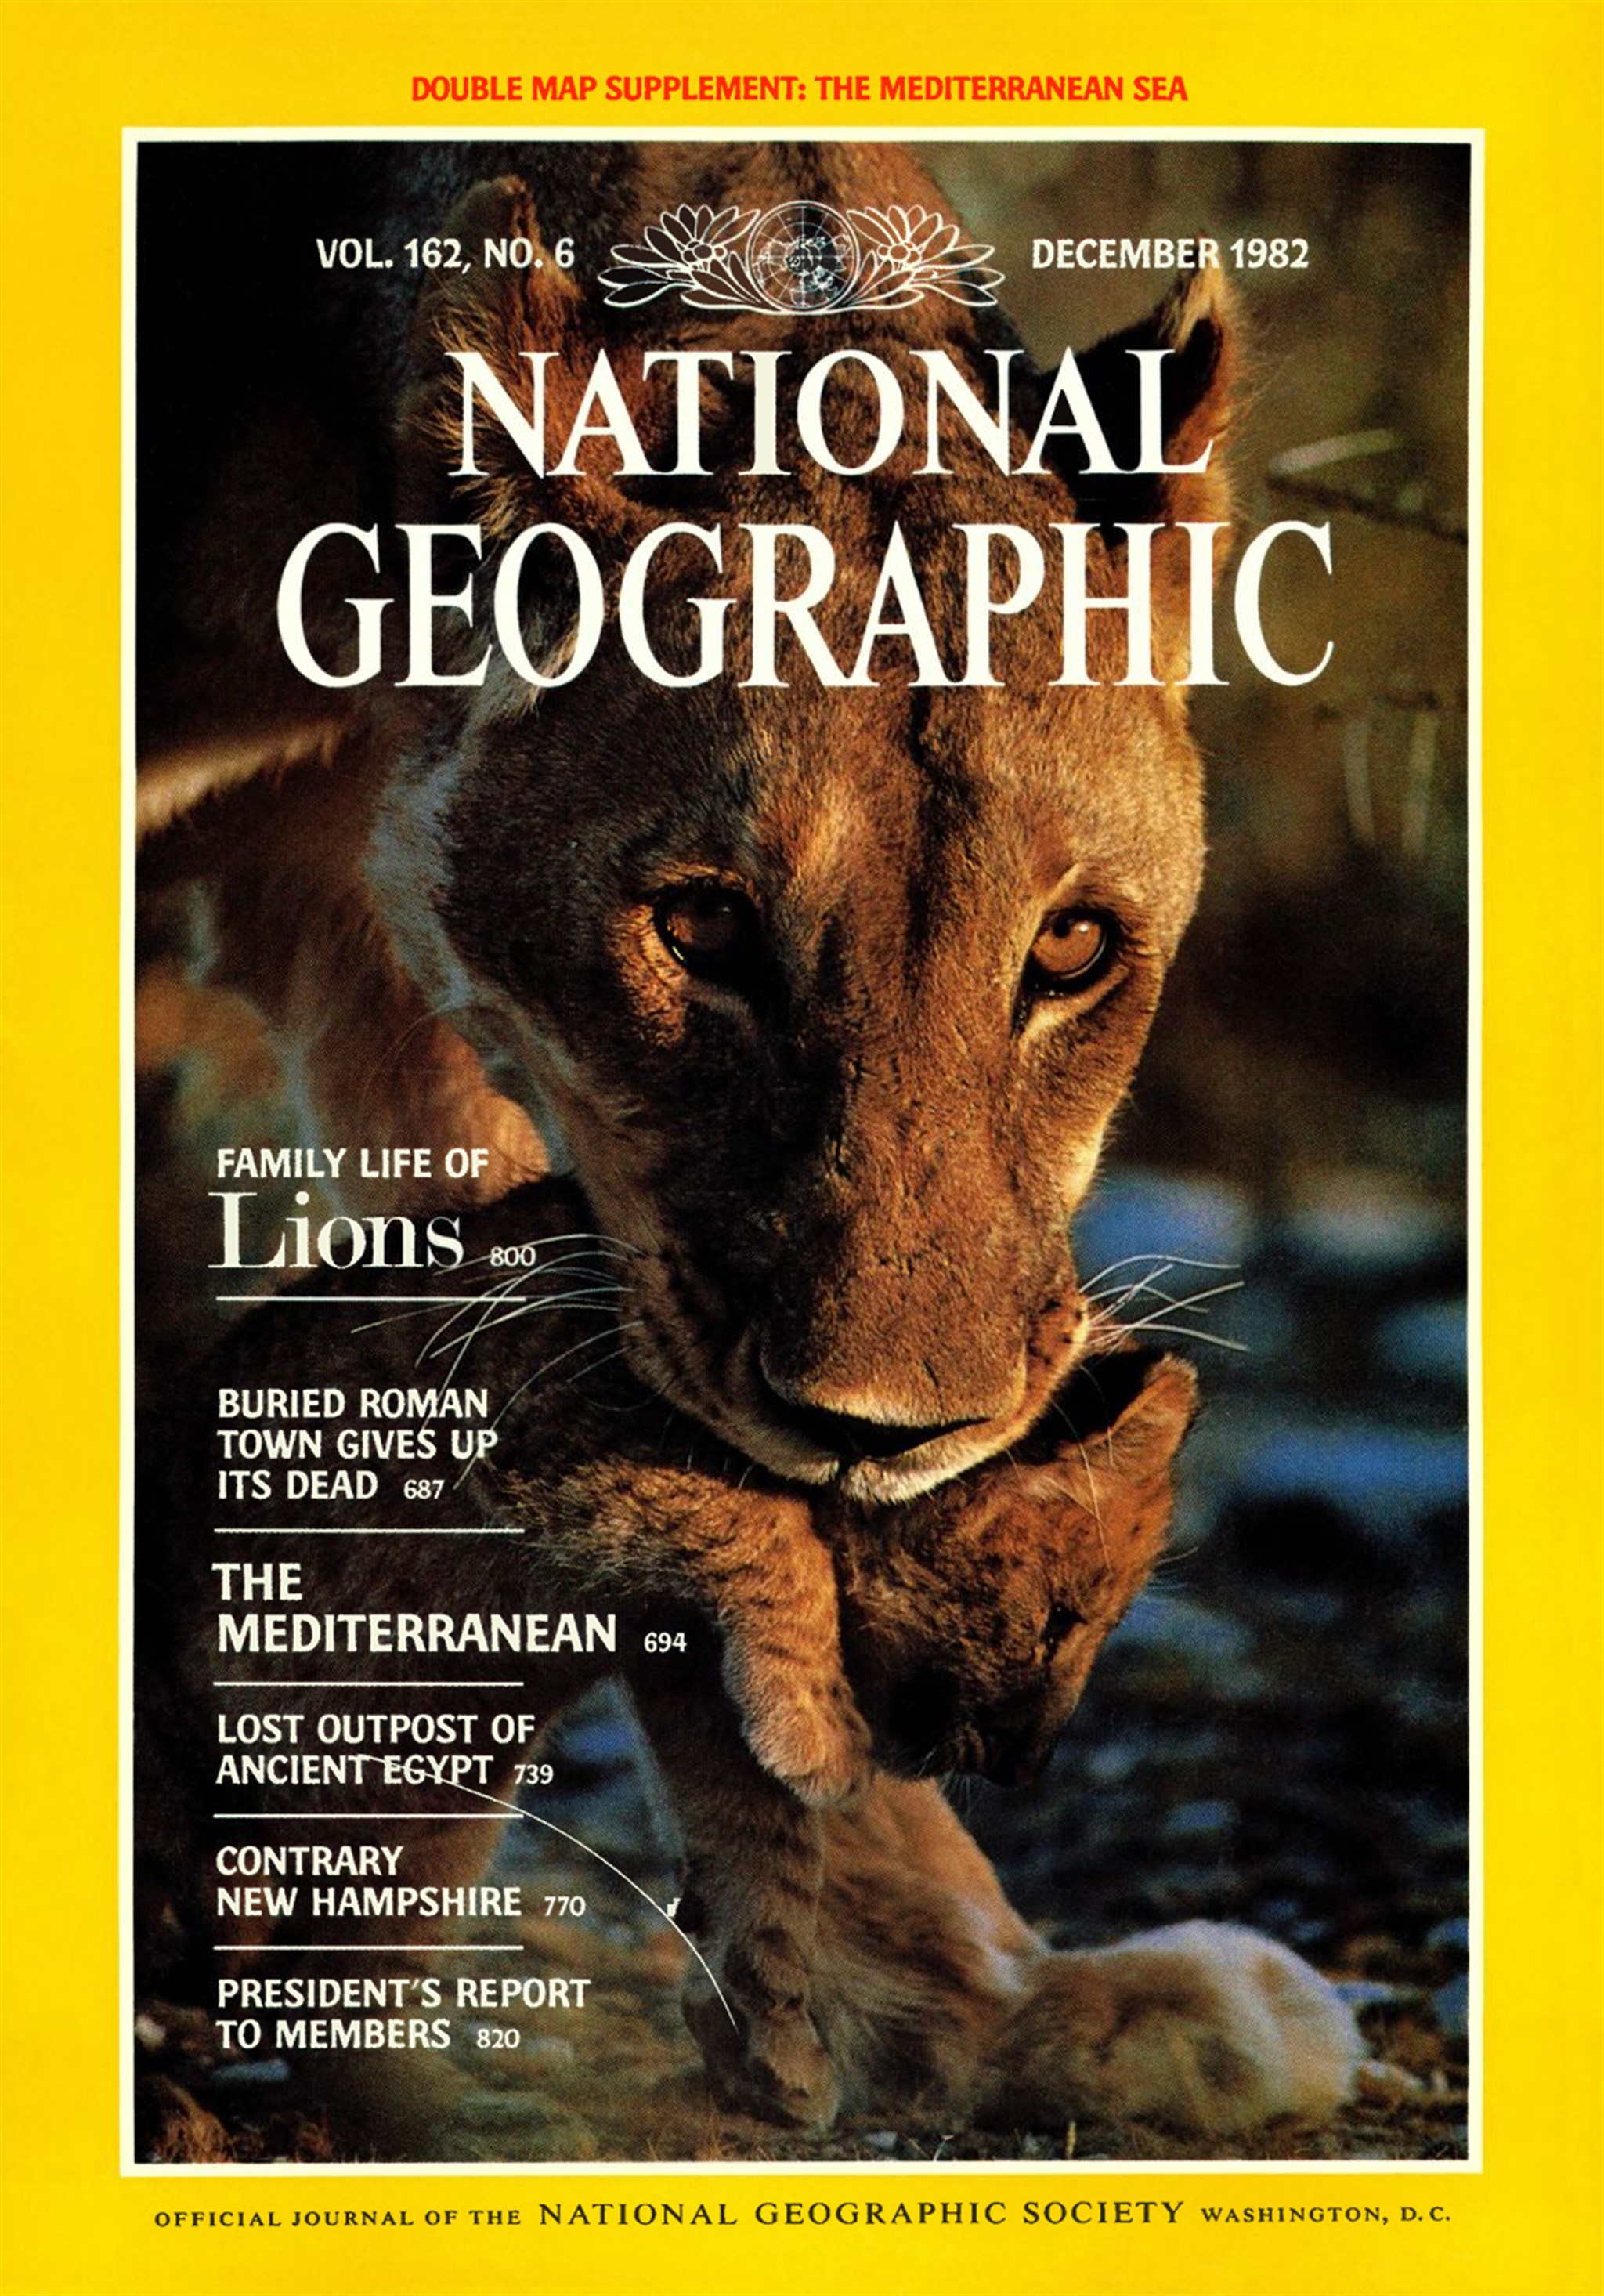 DOUBLE MAP SUPPLEMENT: THE MEDITERRANEAN SEA
VOL. 162, NO. 6
DECEMBER 1982
NATIONAL
GEOGRAPHIC
FAMILY LIFE OF
Lions 800
BURIED ROMAN
TOWN GIVES UP
ITS DEAD 687
THE
MEDITERRANEAN 694
LOST OUTPOST OF
ANCIENT EGYPT 739
CONTRARY
NEW HAMPSHIRE 770
PRESIDENT'S REPORT
TO MEMBERS 820
OFFICIAL JOURNAL OF THE NATIONAL GEOGRAPHIC SOCIETY WASHINGTON, D.C.